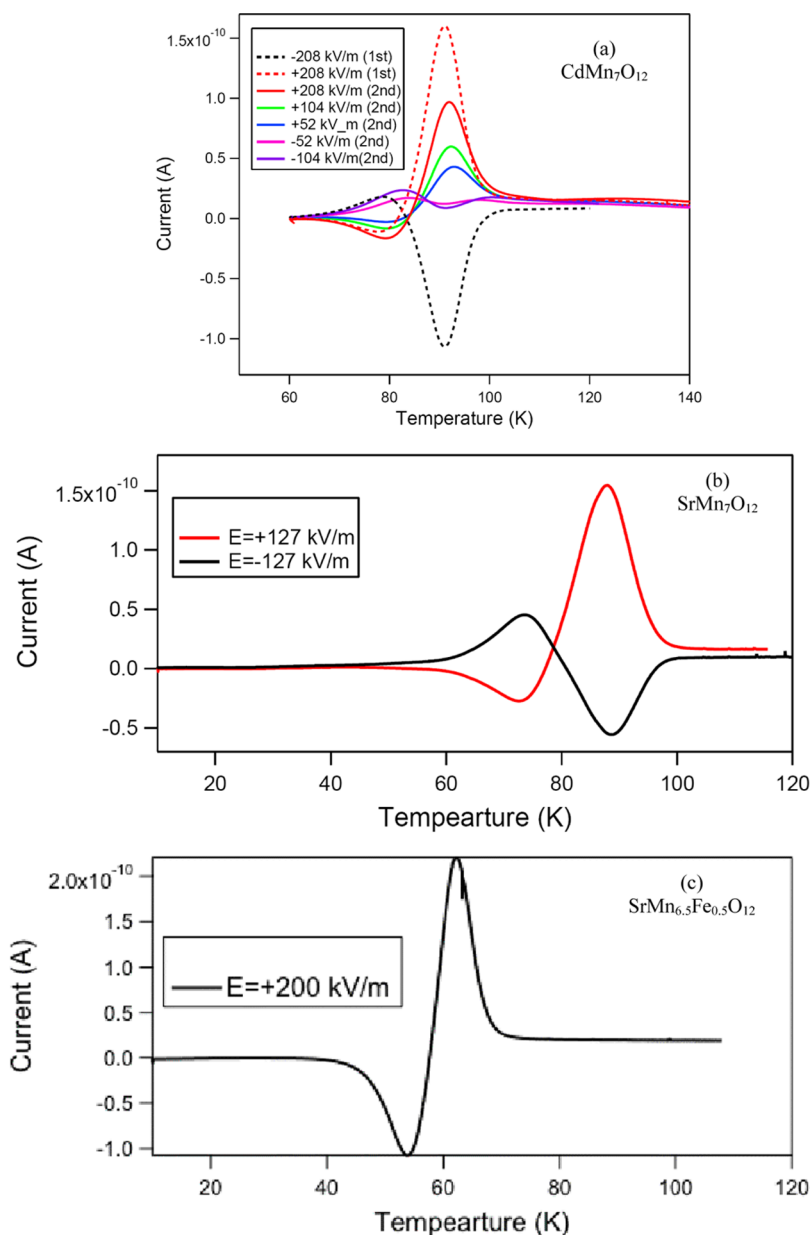 (a)
CdMn₇O₁₂
-208 kV/m (1st)
+208 kV/m (1st)
+208 kV/m (2nd)
+104 kV/m (2nd)
+52 kV_m (2nd)
-52 kV/m(2nd)
-104 kV/m(2nd)
1.5x10⁻¹⁰
1.0
0.5
0.0
-0.5
-1.0
Current (A)
60 80 100 120 140
Temperature (K)
(b)
SrMn₇O₁₂
E=+127 kV/m
E=-127 kV/m
1.5x10⁻¹⁰
1.0
0.5
0.0
-0.5
Current (A)
20 40 60 80 100 120
Tempearture (K)
(c)
SrMn₆.₅Fe₀.₅O₁₂
E=+200 kV/m
2.0x10⁻¹⁰
1.5
1.0
0.5
0.0
-0.5
-1.0
Current (A)
20 40 60 80 100 120
Tempearture (K)